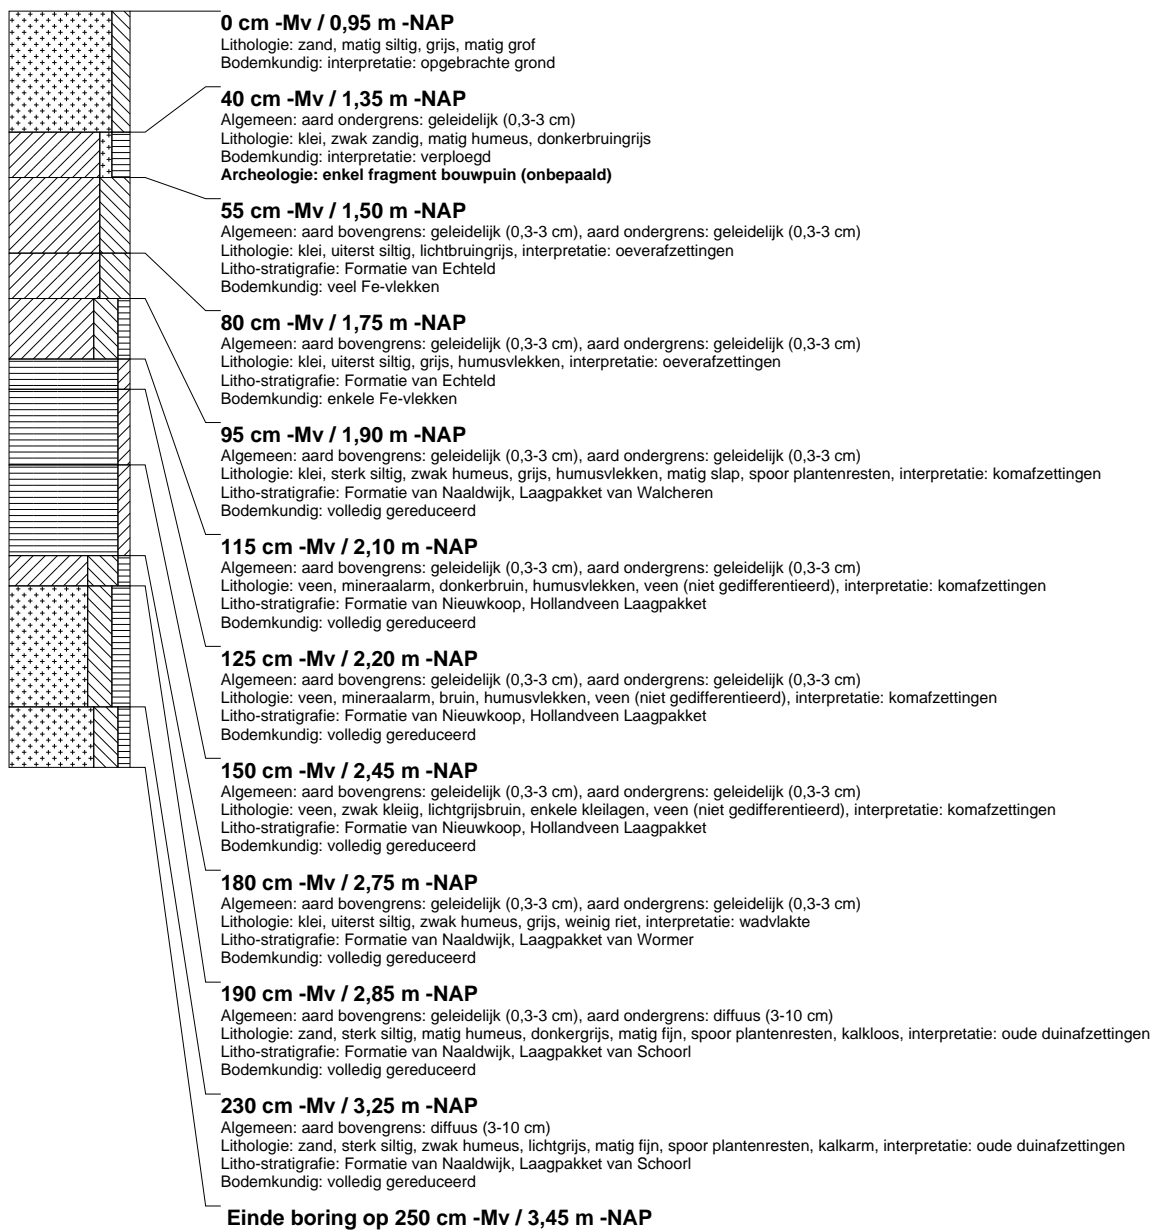 0 cm -Mv / 0,95 m -NAP
Lithologie: zand, matig siltig, grijs, matig grof
Bodemkundig: interpretatie: opgebrachte grond
40 cm -Mv / 1,35 m -NAP
Algemeen: aard ondergrens: geleidelijk (0,3-3 cm)
Lithologie: klei, zwak zandig, matig humeus, donkerbruingrijs
Bodemkundig: interpretatie: verploegd
Archeologie: enkel fragment bouwpuin (onbepaald)
55 cm -Mv / 1,50 m -NAP
Algemeen: aard bovengrens: geleidelijk (0,3-3 cm), aard ondergrens: geleidelijk (0,3-3 cm)
Lithologie: klei, uiterst siltig, lichtbruingrijs, interpretatie: oeverafzettingen
Litho-stratigrafie: Formatie van Echteld
Bodemkundig: veel Fe-vlekken
80 cm -Mv / 1,75 m -NAP
Algemeen: aard bovengrens: geleidelijk (0,3-3 cm), aard ondergrens: geleidelijk (0,3-3 cm)
Lithologie: klei, uiterst siltig, grijs, humusvlekken, interpretatie: oeverafzettingen
Litho-stratigrafie: Formatie van Echteld
Bodemkundig: enkele Fe-vlekken
95 cm -Mv / 1,90 m -NAP
Algemeen: aard bovengrens: geleidelijk (0,3-3 cm), aard ondergrens: geleidelijk (0,3-3 cm)
Lithologie: klei, sterk siltig, zwak humeus, grijs, humusvlekken, matig slap, spoor plantenresten, interpretatie: komafzettingen
Litho-stratigrafie: Formatie van Naaldwijk, Laagpakket van Walcheren
Bodemkundig: volledig gereduceerd
115 cm -Mv / 2,10 m -NAP
Algemeen: aard bovengrens: geleidelijk (0,3-3 cm), aard ondergrens: geleidelijk (0,3-3 cm)
Lithologie: veen, mineraalarm, donkerbruin, humusvlekken, veen (niet gedifferentieerd), interpretatie: komafzettingen
Litho-stratigrafie: Formatie van Nieuwkoop, Hollandveen Laagpakket
Bodemkundig: volledig gereduceerd
125 cm -Mv / 2,20 m -NAP
Algemeen: aard bovengrens: geleidelijk (0,3-3 cm), aard ondergrens: geleidelijk (0,3-3 cm)
Lithologie: veen, mineraalarm, bruin, humusvlekken, veen (niet gedifferentieerd), interpretatie: komafzettingen
Litho-stratigrafie: Formatie van Nieuwkoop, Hollandveen Laagpakket
Bodemkundig: volledig gereduceerd
150 cm -Mv / 2,45 m -NAP
Algemeen: aard bovengrens: geleidelijk (0,3-3 cm), aard ondergrens: geleidelijk (0,3-3 cm)
Lithologie: veen, zwak kleiig, lichtgrijsbruin, enkele kleilagen, veen (niet gedifferentieerd), interpretatie: komafzettingen
Litho-stratigrafie: Formatie van Nieuwkoop, Hollandveen Laagpakket
Bodemkundig: volledig gereduceerd
180 cm -Mv / 2,75 m -NAP
Algemeen: aard bovengrens: geleidelijk (0,3-3 cm), aard ondergrens: geleidelijk (0,3-3 cm)
Lithologie: klei, uiterst siltig, zwak humeus, grijs, weinig riet, interpretatie: wadvlakte
Litho-stratigrafie: Formatie van Naaldwijk, Laagpakket van Wormer
Bodemkundig: volledig gereduceerd
190 cm -Mv / 2,85 m -NAP
Algemeen: aard bovengrens: geleidelijk (0,3-3 cm), aard ondergrens: diffuus (3-10 cm)
Lithologie: zand, sterk siltig, matig humeus, donkergrijs, matig fijn, spoor plantenresten, kalkloos, interpretatie: oude duinafzettingen
Litho-stratigrafie: Formatie van Naaldwijk, Laagpakket van Schoorl
Bodemkundig: volledig gereduceerd
230 cm -Mv / 3,25 m -NAP
Algemeen: aard bovengrens: diffuus (3-10 cm)
Lithologie: zand, sterk siltig, zwak humeus, lichtgrijs, matig fijn, spoor plantenresten, kalkarm, interpretatie: oude duinafzettingen
Litho-stratigrafie: Formatie van Naaldwijk, Laagpakket van Schoorl
Bodemkundig: volledig gereduceerd
Einde boring op 250 cm -Mv / 3,45 m -NAP